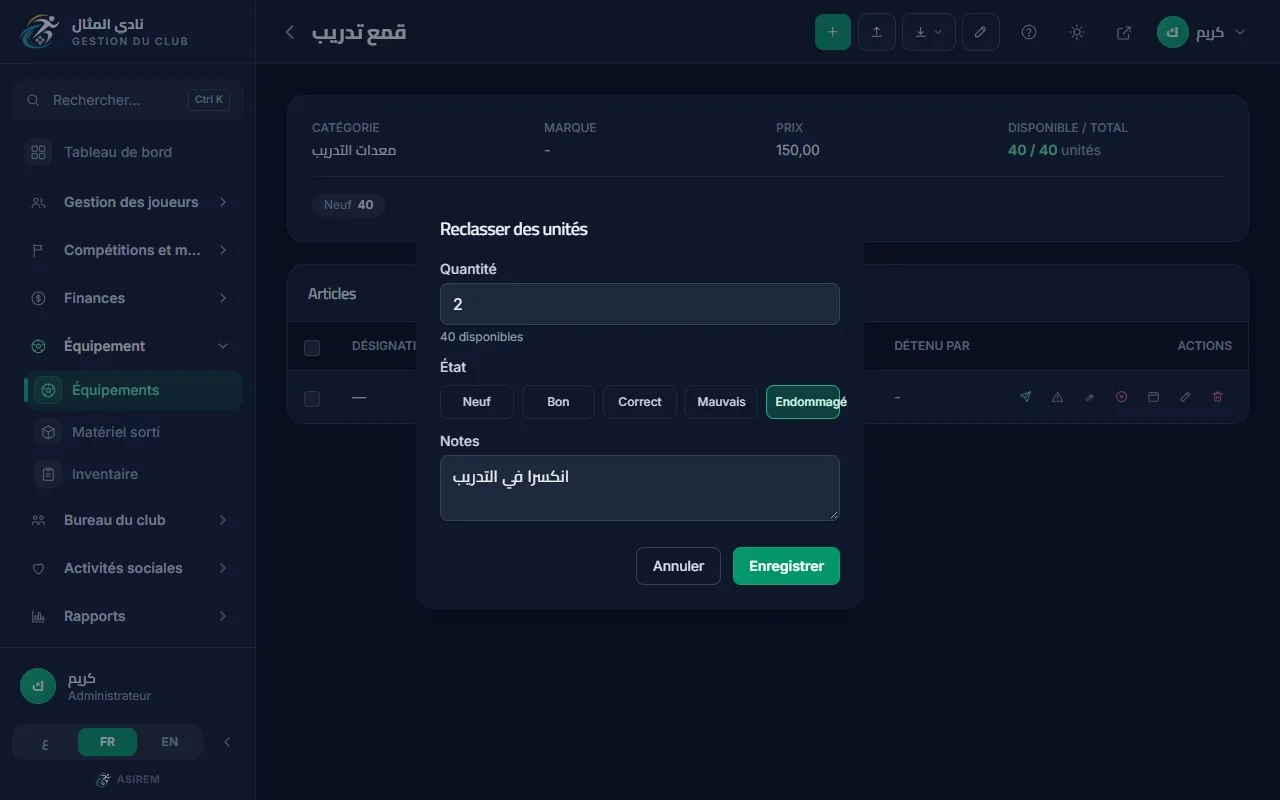 نادي المثال
GESTION DU CLUB
Rechercher...
Ctrl K
Tableau de bord
Gestion des joueurs
Compétitions et m...
Finances
Équipement
Équipements
Matériel sorti
Inventaire
Bureau du club
Activités sociales
Rapports
ك
كريم
Administrateur
ع
FR
EN
ASIREM
قمع تدريب
ك
كريم
CATÉGORIE
MARQUE
PRIX
DISPONIBLE / TOTAL
معدات التدريب
-
150,00
40 / 40 unités
Neuf 40
Articles
DÉSIGNATI
DÉTENU PAR
ACTIONS
—
-
Reclasser des unités
Quantité
2
40 disponibles
État
Neuf
Bon
Correct
Mauvais
Endommagé
Notes
انكسرا في التدريب
Annuler
Enregistrer